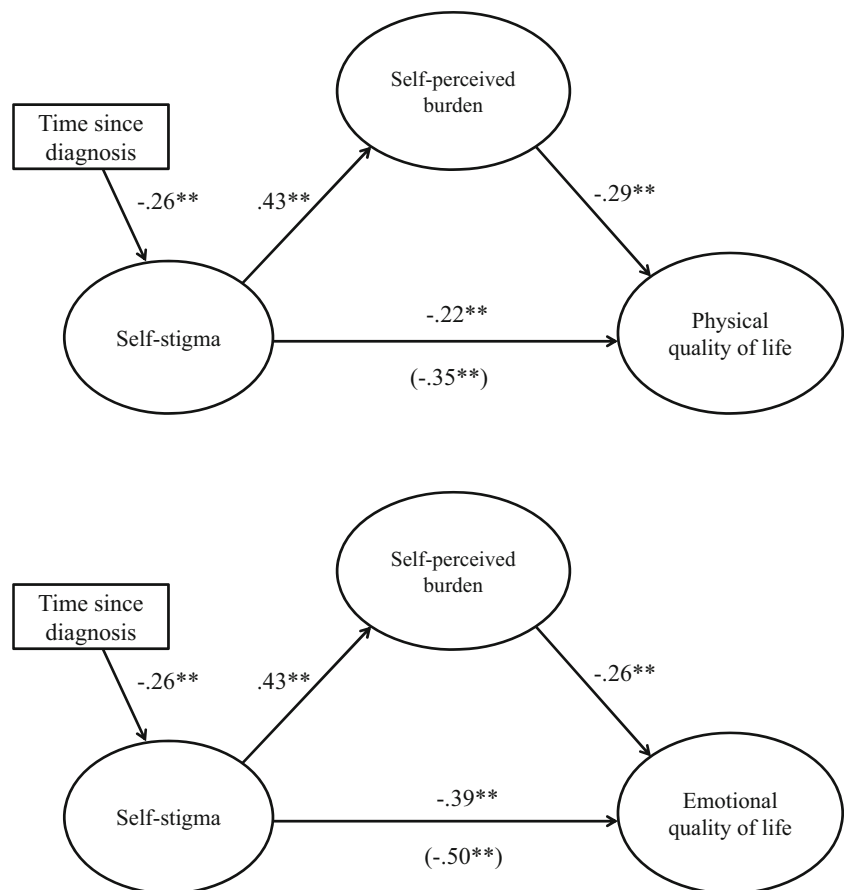 Self-perceived
burden
Time since
diagnosis
-.26**
.43**
-.29**
Self-stigma
-.22**
(-.35**)
Physical
quality of life
Self-perceived
burden
Time since
diagnosis
-.26**
.43**
-.26**
Self-stigma
-.39**
(-.50**)
Emotional
quality of life